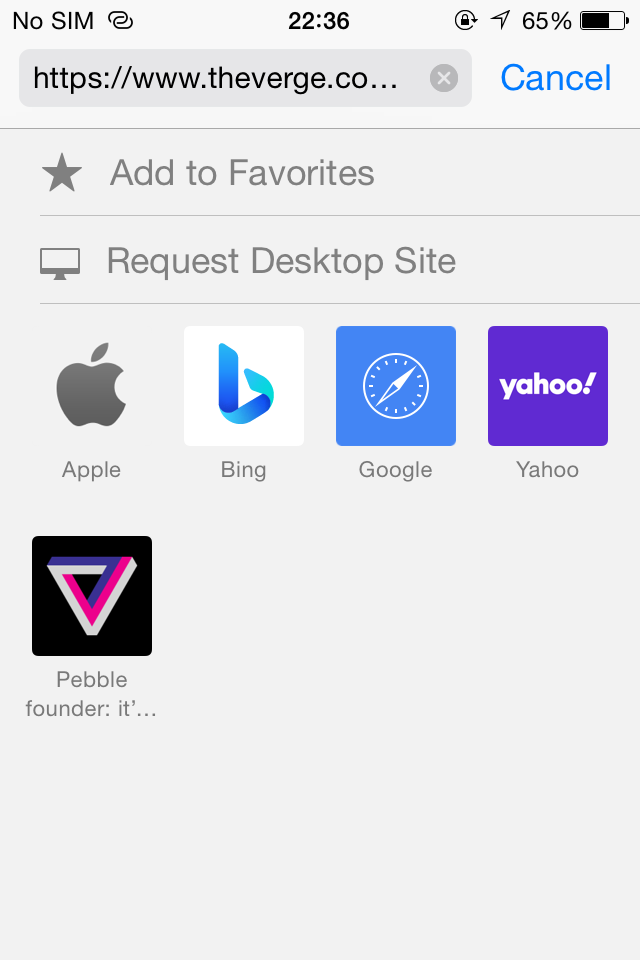 No SIM 22:36 65%
https://www.theverge.co… Cancel
Add to Favorites
Request Desktop Site
yahoo!
Apple Bing Google Yahoo
Pebble
founder: it’…